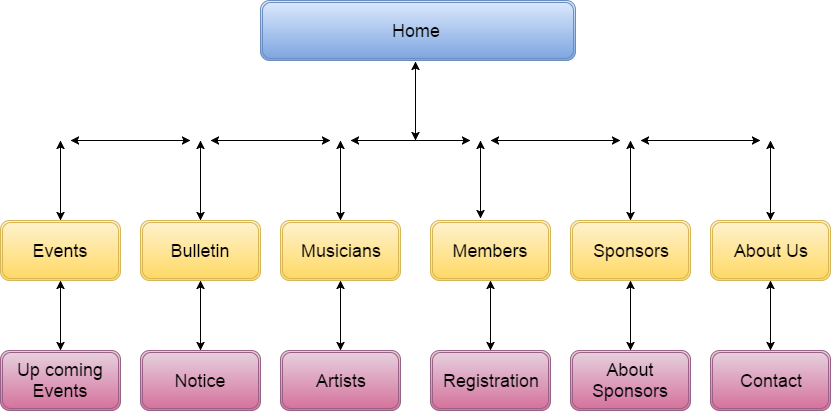 Home
Events
Bulletin
Musicians
Members
Sponsors
About Us
Up coming
Events
Notice
Artists
Registration
About
Sponsors
Contact